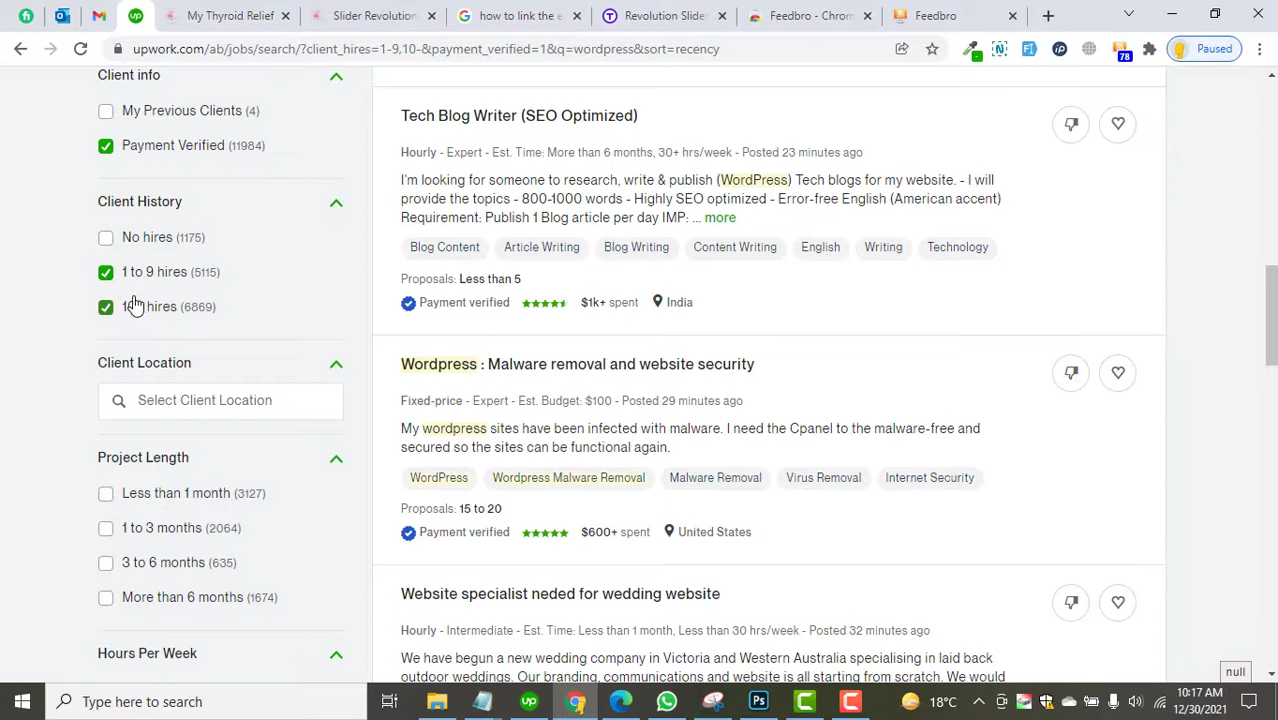 My Thyroid Relief
Slider Revolution
how to link the e
Revolution Slide
Feedbro - Chrom
Feedbro
upwork.com/ab/jobs/search/?client_hires=1-9,10-&payment_verified=1&q=wordpress&sort=recency
78
Paused
Client info
My Previous Clients (4)
Payment Verified (11984)
Client History
No hires (1175)
1 to 9 hires (5115)
hires (6869)
Client Location
Select Client Location
Project Length
Less than 1 month (3127)
1 to 3 months (2064)
3 to 6 months (635)
More than 6 months (1674)
Hours Per Week
Tech Blog Writer (SEO Optimized)
Hourly - Expert - Est. Time: More than 6 months, 30+ hrs/week - Posted 23 minutes ago
I'm looking for someone to research, write & publish (WordPress) Tech blogs for my website. - I will
provide the topics - 800-1000 words - Highly SEO optimized - Error-free English (American accent)
Requirement: Publish 1 Blog article per day IMP: ... more
Blog Content Article Writing Blog Writing Content Writing English Writing Technology
Proposals: Less than 5
Payment verified $1k+ spent India
Wordpress : Malware removal and website security
Fixed-price - Expert - Est. Budget: $100 - Posted 29 minutes ago
My wordpress sites have been infected with malware. I need the Cpanel to the malware-free and
secured so the sites can be functional again.
WordPress Wordpress Malware Removal Malware Removal Virus Removal Internet Security
Proposals: 15 to 20
Payment verified $600+ spent United States
Website specialist neded for wedding website
Hourly - Intermediate - Est. Time: Less than 1 month, Less than 30 hrs/week - Posted 32 minutes ago
We have begun a new wedding company in Victoria and Western Australia specialising in laid back
outdoor weddings. Our branding, communications and website is all starting from scratch. We would
null
Type here to search
18°C
10:17 AM
12/30/2021